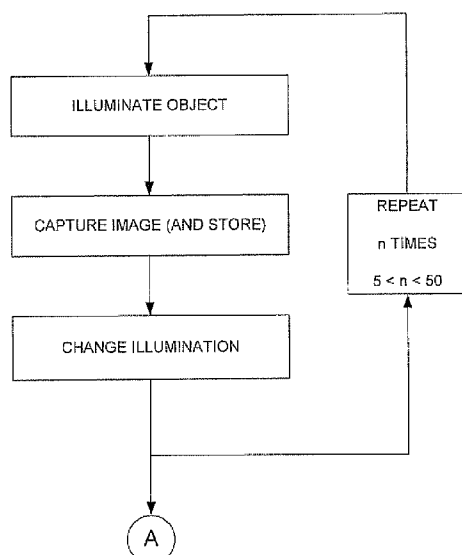 ILLUMINATE OBJECT
CAPTURE IMAGE (AND STORE)
REPEAT
n TIMES
5 < n < 50
CHANGE ILLUMINATION
A